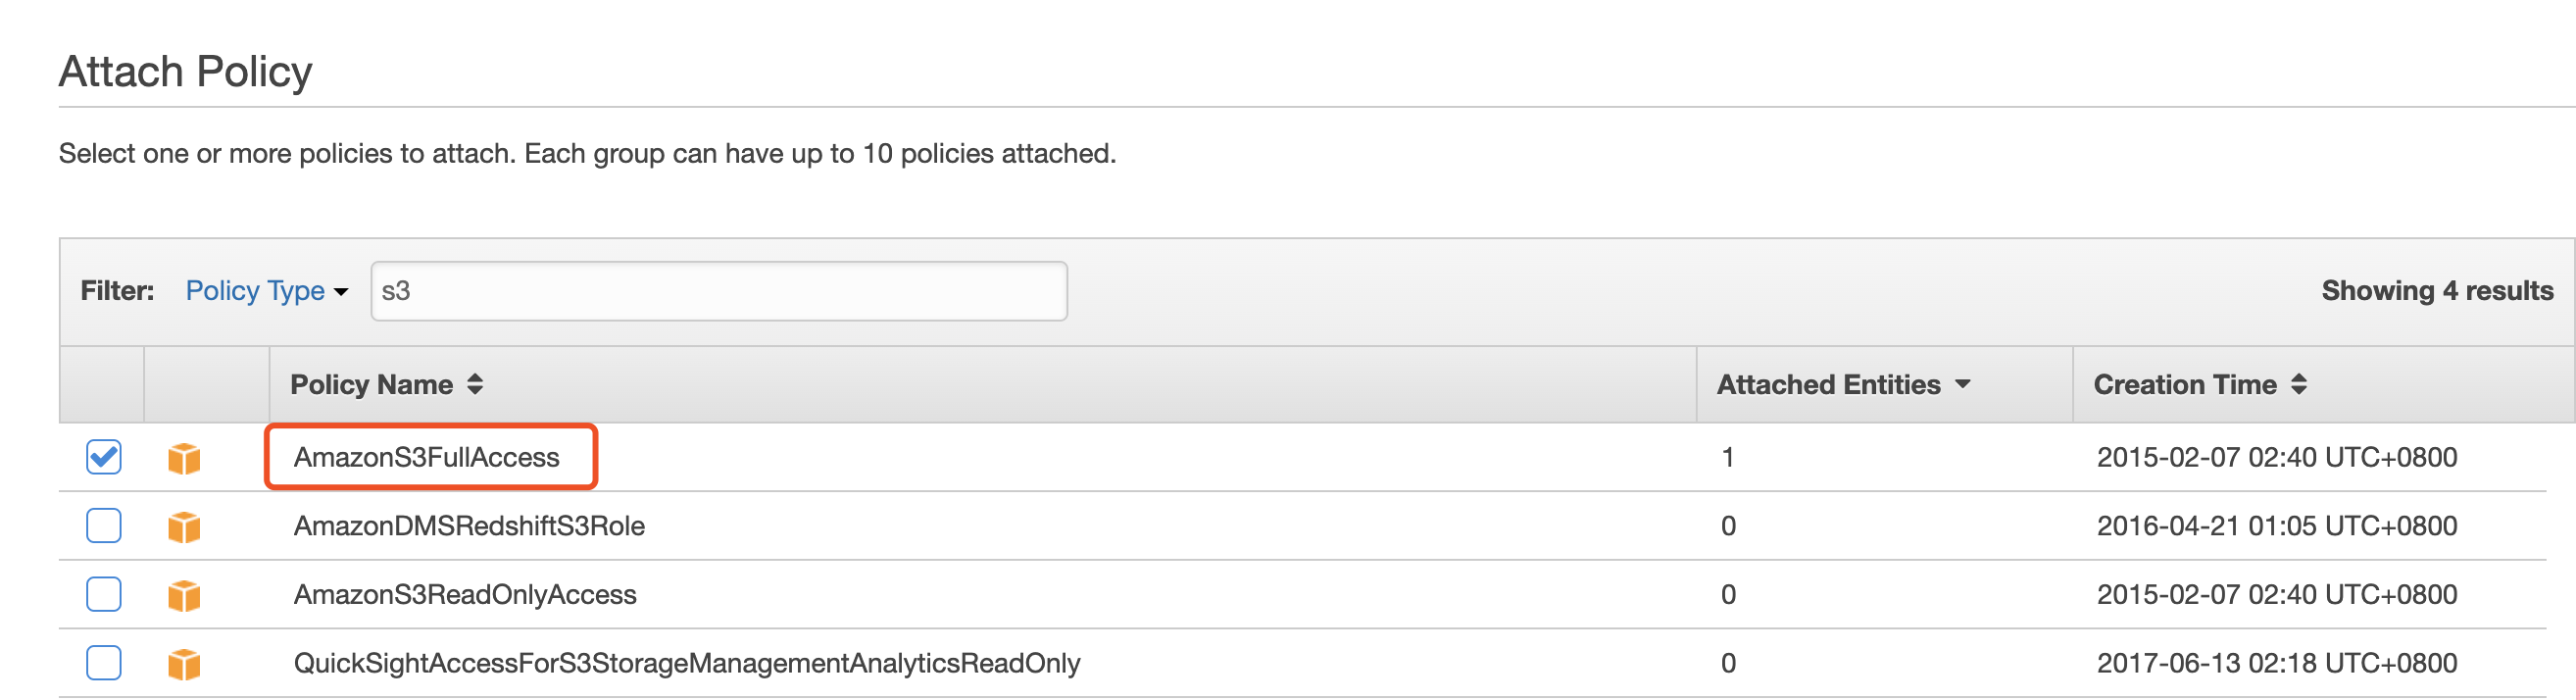 Attach Policy
Select one or more policies to attach. Each group can have up to 10 policies attached.
Filter: Policy Type s3 Showing 4 results
Policy Name Attached Entities Creation Time
AmazonS3FullAccess 1 2015-02-07 02:40 UTC+0800
AmazonDMSRedshiftS3Role 0 2016-04-21 01:05 UTC+0800
AmazonS3ReadOnlyAccess 0 2015-02-07 02:40 UTC+0800
QuickSightAccessForS3StorageManagementAnalyticsReadOnly 0 2017-06-13 02:18 UTC+0800